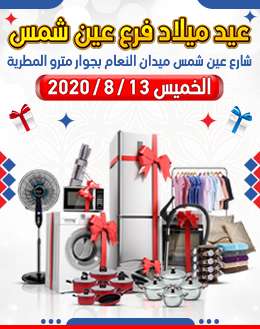 عيد ميلاد فرع عين شمس
شارع عين شمس ميدان النعام بجوار مترو المطرية
الخميس 13 / 8 / 2020